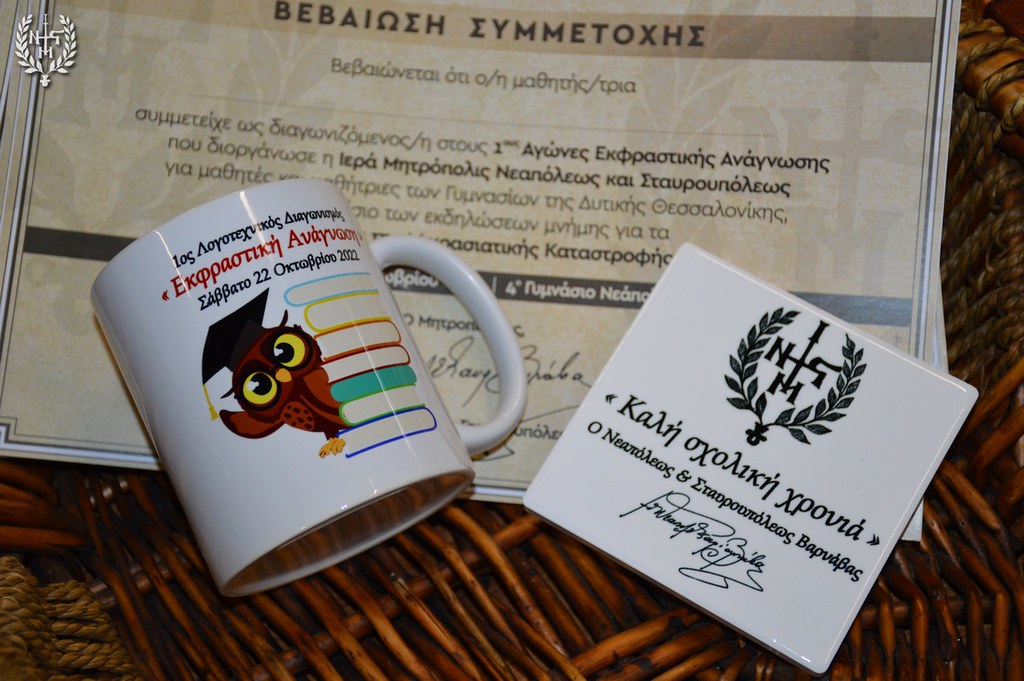 ΒΕΒΑΙΩΣΗ ΣΥΜΜΕΤΟΧΗΣ
Βεβαιώνεται ότι ο/η μαθητής/τρια
συμμετείχε ως διαγωνιζόμενος/η στους 1ους Αγώνες Εκφραστικής Ανάγνωσης
που διοργάνωσε η Ιερά Μητρόπολις Νεαπόλεως και Σταυρουπόλεως
για μαθητές και μαθήτριες των Γυμνασίων της Δυτικής Θεσσαλονίκης,
των εκδηλώσεων μνήμης για τα
Καταστροφής
4ο Γυμνάσιο
Ο
1ος Λογοτεχνικός Διαγωνισμός
« Εκφραστική Ανάγνωση »
Σάββατο 22 Οκτωβρίου 2022
Ν Σ
Μ
« Καλή σχολική χρονιά »
Ο Νεαπόλεως & Σταυρουπόλεως Βαρνάβας